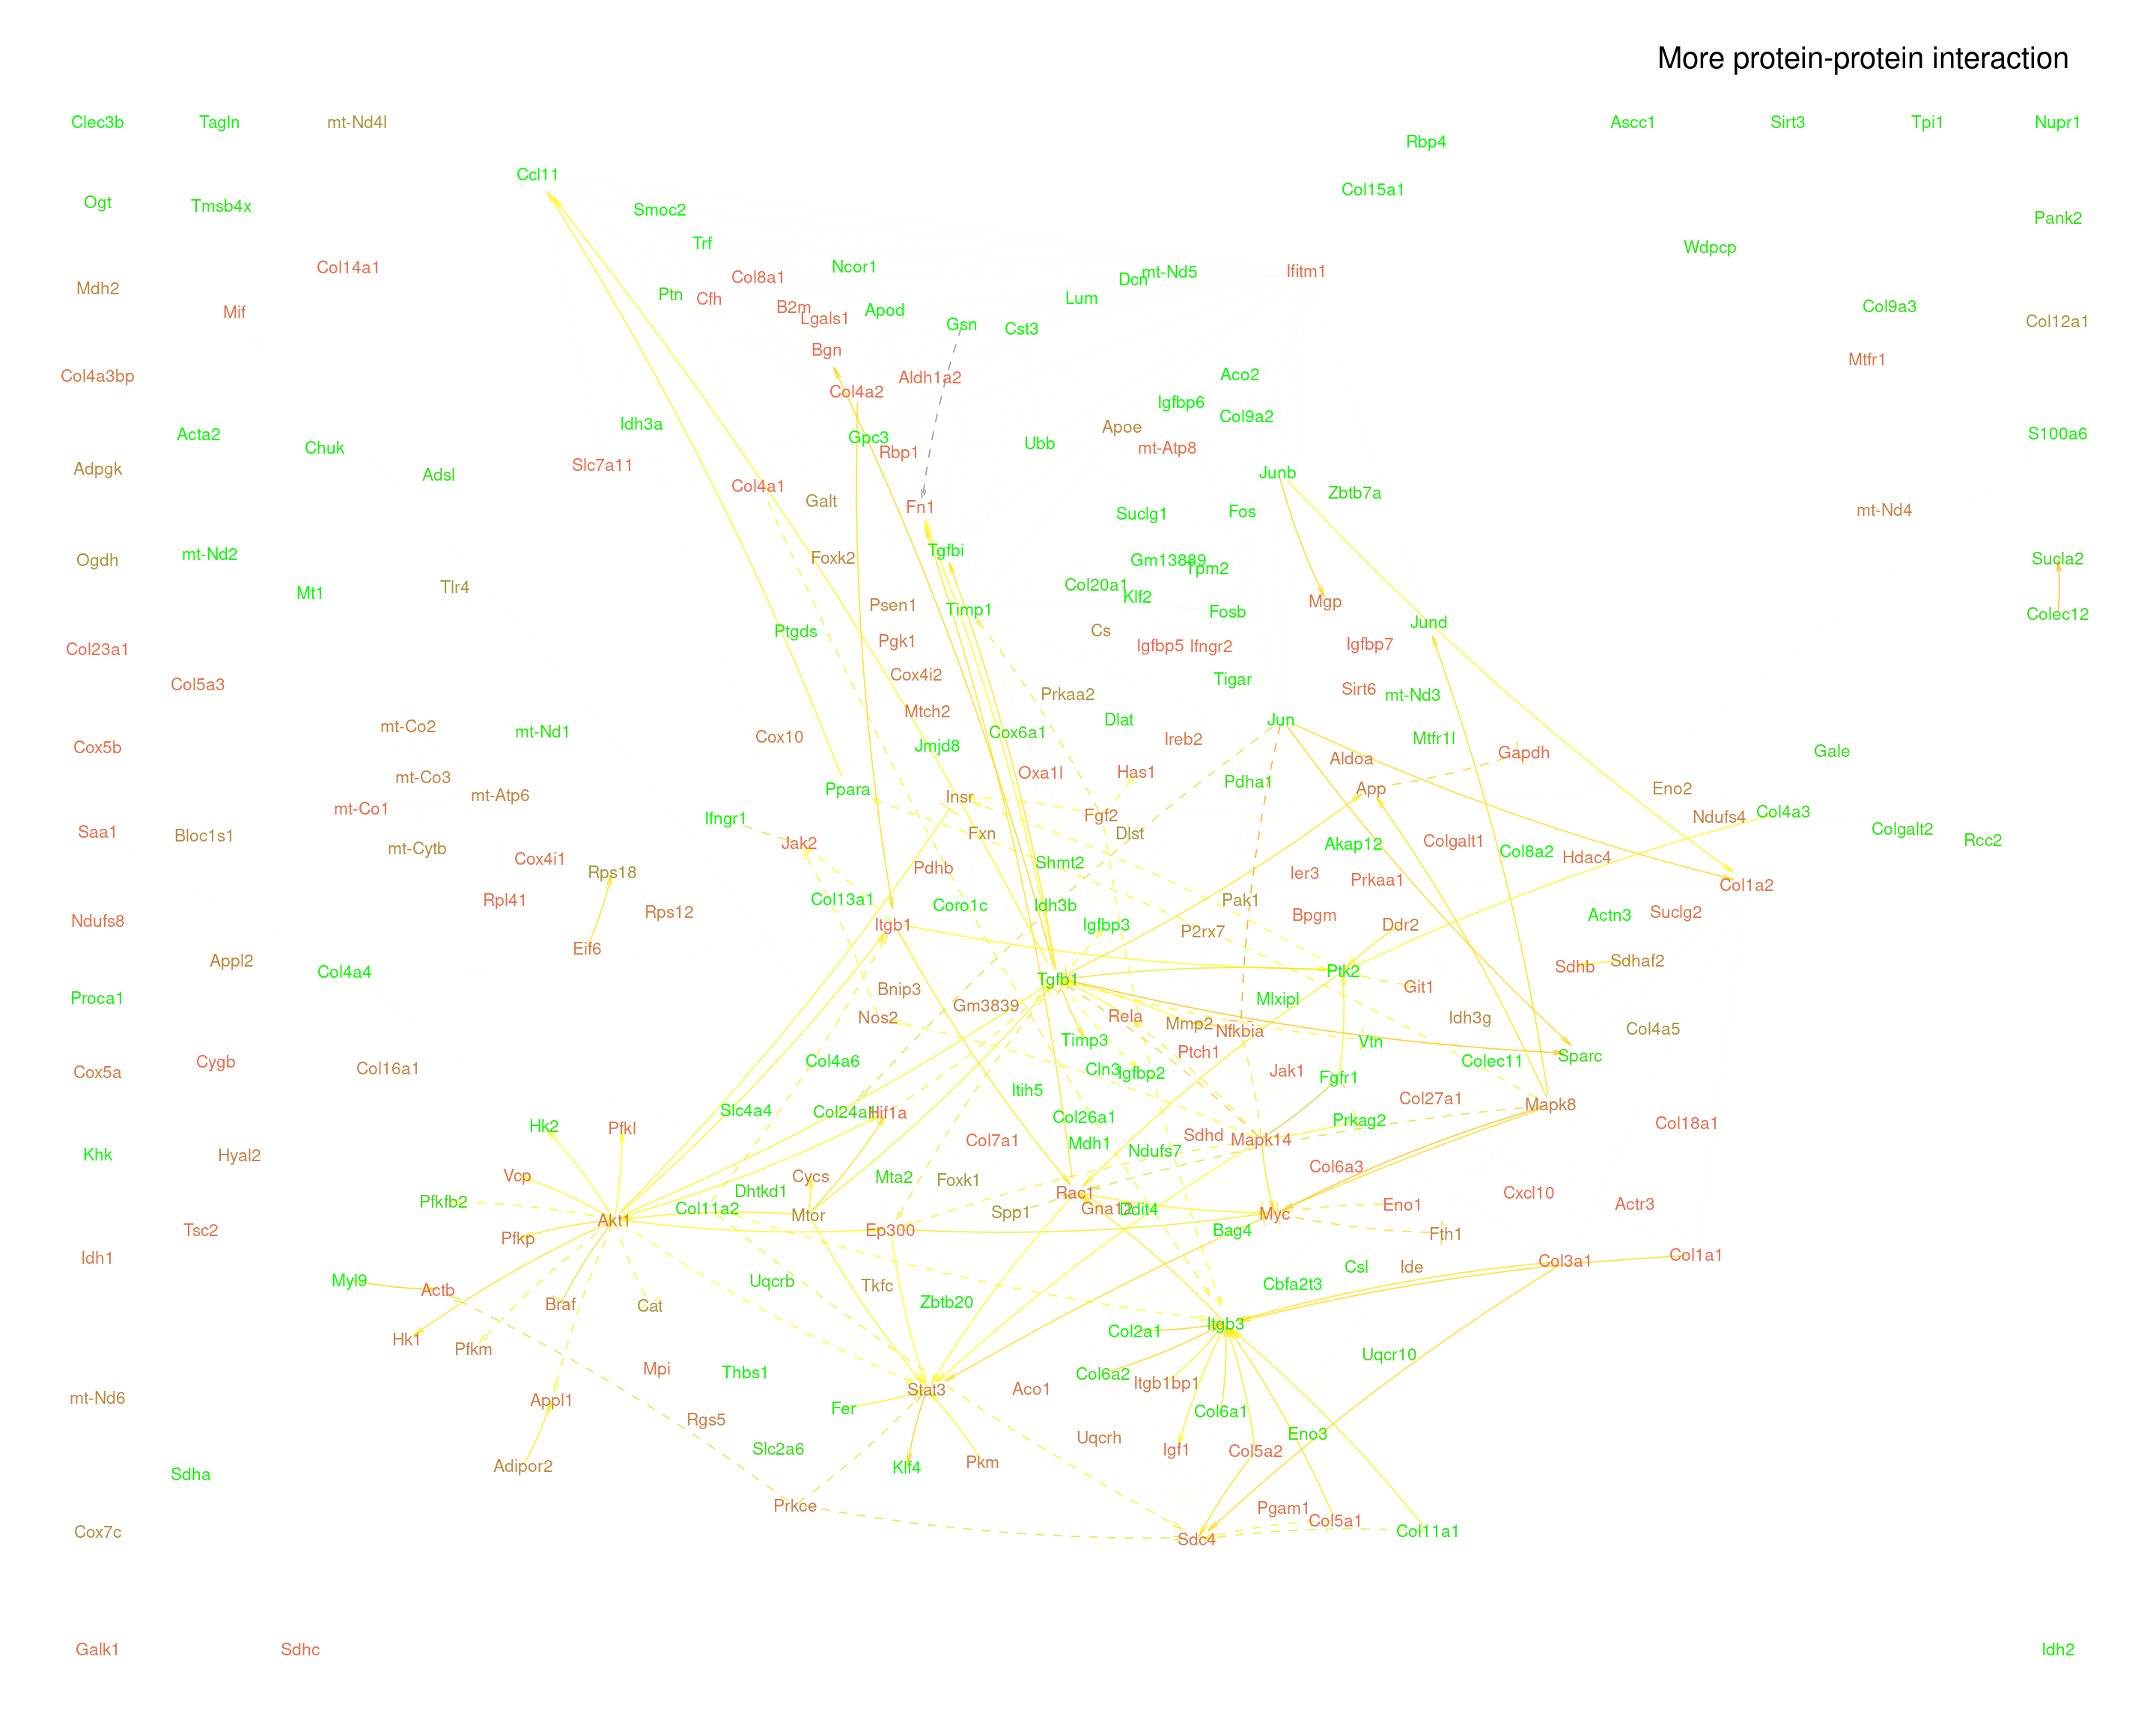 More protein-protein interaction
Clec3b
Tagln
mt-Nd4l
Ascc1
Sirt3
Tpi1
Nupr1
Rbp4
Ccl11
Col15a1
Ogt
Tmsb4x
Smoc2
Pank2
Trf
Wdpcp
Col14a1
Ncor1
Col8a1
Dcn
mt-Nd5
Ifitm1
Mdh2
Ptn
Cfh
Lum
B2m
Col9a3
Mif
Lgals1
Apod
Gsn
Cst3
Col12a1
Bgn
Mtfr1
Col4a3bp
Col4a2
Aldh1a2
Aco2
Igfbp6
Col9a2
Idh3a
Apoe
Acta2
Chuk
Gpc3
Ubb
S100a6
Rbp1
mt-Atp8
Adpgk
Adsl
Slc7a11
Junb
Col4a1
Zbtb7a
Galt
Fn1
Suclg1
Fos
mt-Nd4
Ogdh
mt-Nd2
Foxk2
Tgfbi
Gm13889
Tpm2
Sucla2
Mt1
Tlr4
Col20a1
Klf2
Psen1
Timp1
Fosb
Mgp
Jund
Colec12
Ptgds
Pgk1
Cs
Igfbp5
Ifngr2
Igfbp7
Col23a1
Col5a3
Cox4i2
Prkaa2
Tigar
Sirt6
mt-Nd3
mt-Co2
mt-Nd1
Cox10
Mtch2
Cox6a1
Dlat
Jun
Cox5b
Jmjd8
Ireb2
Mtfr1l
Gapdh
Gale
mt-Co3
mt-Atp6
Ppara
Insr
Oxa1l
Has1
Pdha1
Aldoa
App
Eno2
mt-Co1
Ifngr1
Fgf2
Ndufs4
Col4a3
Saa1
Bloc1s1
mt-Cytb
Jak2
Fxn
Dlst
Akap12
Colgalt1
Col8a2
Colgalt2
Rcc2
Cox4i1
Rps18
Pdhb
Shmt2
Ier3
Prkaa1
Hdac4
Col1a2
Rpl41
Rps12
Col13a1
Coro1c
Idh3b
Pak1
Bpgm
Actn3
Suclg2
Ndufs8
Eif6
Itgb1
Igfbp3
P2rx7
Ddr2
Appl2
Col4a4
Tgfb1
Ptk2
Git1
Sdhb
Sdhaf2
Proca1
Bnip3
Gm3839
Mlxipl
Nos2
Rela
Mmp2
Nfkbia
Idh3g
Col4a5
Cox5a
Cygb
Col16a1
Col4a6
Timp3
Ptch1
Vtn
Colec11
Sparc
Cln3
Igfbp2
Jak1
Fgfr1
Itih5
Slc4a4
Col24a1
Hif1a
Col26a1
Col27a1
Mapk8
Hk2
Pfkl
Col7a1
Mdh1
Sdhd
Mapk14
Prkag2
Col18a1
Khk
Hyal2
Ndufs7
Vcp
Cycs
Mta2
Foxk1
Col6a3
Pfkfb2
Dhtkd1
Rac1
Cxcl10
Tsc2
Akt1
Col11a2
Mtor
Spp1
Gna12
Ddit4
Myc
Eno1
Actr3
Pfkp
Ep300
Bag4
Fth1
Idh1
Col3a1
Col1a1
Myl9
Actb
Uqcrb
Tkfc
Csl
Ide
Cbfa2t3
Braf
Cat
Zbtb20
Itgb3
Hk1
Pfkm
Col2a1
Uqcr10
mt-Nd6
Mpi
Thbs1
Stat3
Aco1
Col6a2
Itgb1bp1
Appl1
Fer
Col6a1
Rgs5
Slc2a6
Uqcrh
Igf1
Col5a2
Eno3
Sdha
Adipor2
Klf4
Pkm
Prkce
Pgam1
Col5a1
Cox7c
Sdc4
Col11a1
Galk1
Sdhc
Idh2